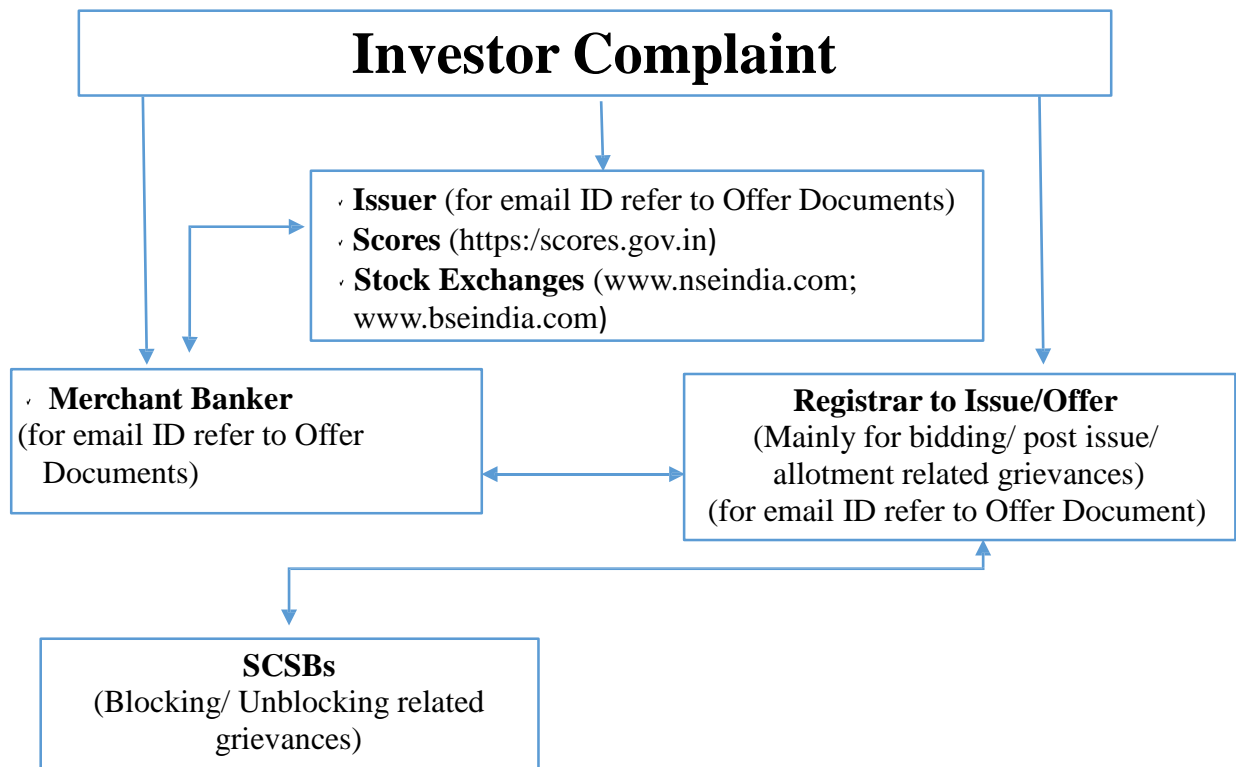 Investor Complaint
✓ Issuer (for email ID refer to Offer Documents)
✓ Scores (https:/scores.gov.in)
✓ Stock Exchanges (www.nseindia.com;
www.bseindia.com)
✓ Merchant Banker
(for email ID refer to Offer
Documents)
Registrar to Issue/Offer
(Mainly for bidding/ post issue/
allotment related grievances)
(for email ID refer to Offer Document)
SCSBs
(Blocking/ Unblocking related
grievances)